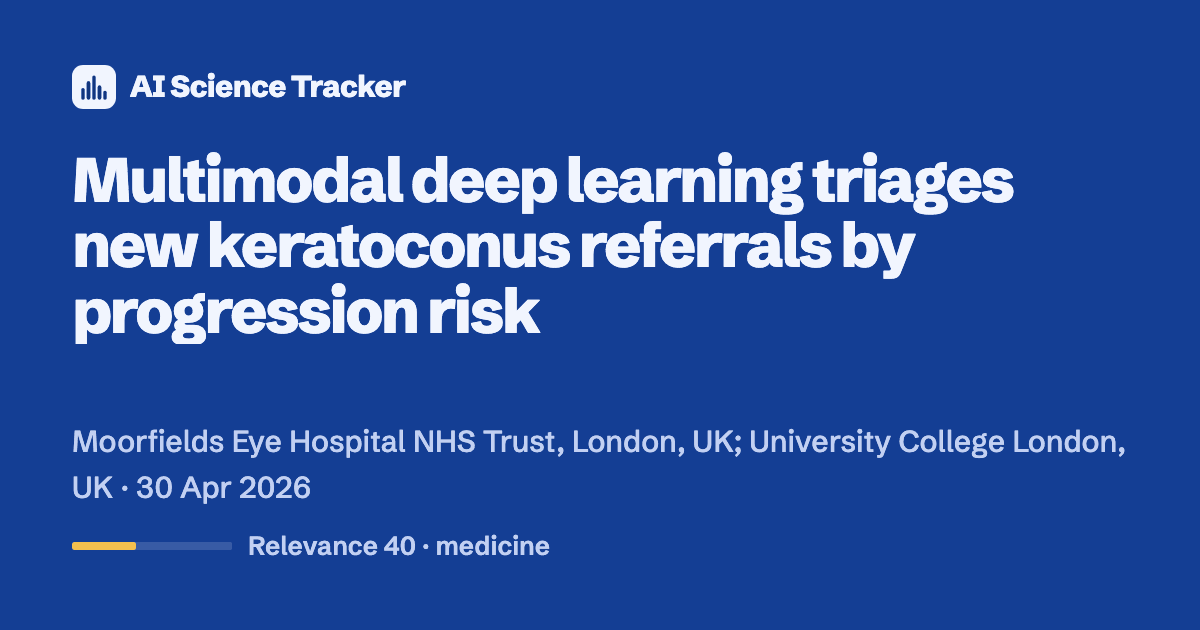 AI Science Tracker
Multimodal deep learning triages
new keratoconus referrals by
progression risk
Moorfields Eye Hospital NHS Trust, London, UK; University College London,
UK · 30 Apr 2026
Relevance 40 · medicine